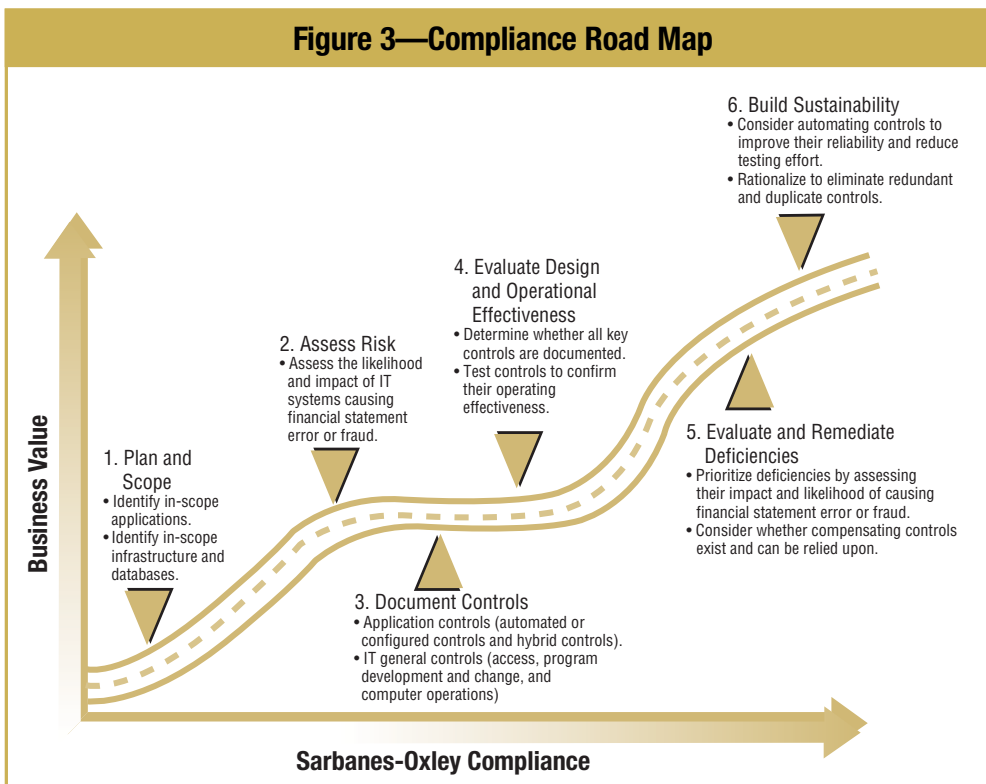 Figure 3—Compliance Road Map
Business Value
1. Plan and
Scope
• Identify in-scope
applications.
• Identify in-scope
infrastructure and
databases.
2. Assess Risk
• Assess the likelihood
and impact of IT
systems causing
financial statement
error or fraud.
3. Document Controls
• Application controls (automated or
configured controls and hybrid controls).
• IT general controls (access, program
development and change, and
computer operations)
4. Evaluate Design
and Operational
Effectiveness
• Determine whether all key
controls are documented.
• Test controls to confirm
their operating
effectiveness.
5. Evaluate and Remediate
Deficiencies
• Prioritize deficiencies by assessing
their impact and likelihood of causing
financial statement error or fraud.
• Consider whether compensating controls
exist and can be relied upon.
6. Build Sustainability
• Consider automating controls to
improve their reliability and reduce
testing effort.
• Rationalize to eliminate redundant
and duplicate controls.
Sarbanes-Oxley Compliance